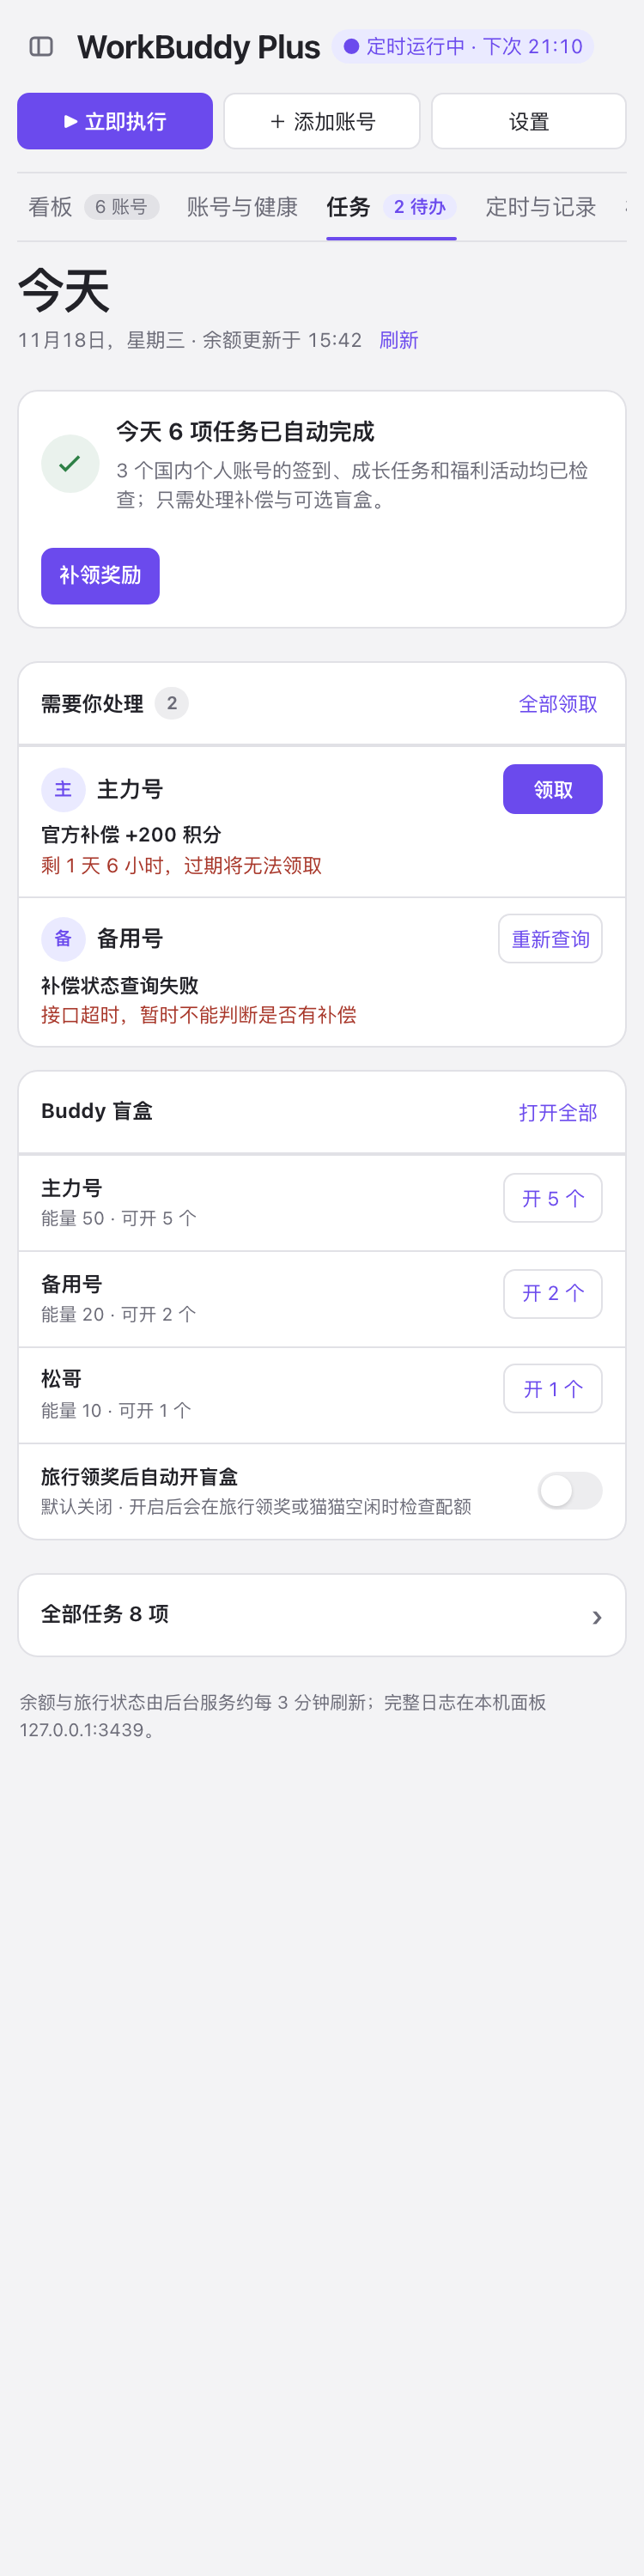 WorkBuddy Plus
定时运行中 · 下次 21:10
立即执行
添加账号
设置
看板 6 账号
账号与健康
任务 2 待办
定时与记录
今天
11月18日，星期三 · 余额更新于 15:42 刷新
今天 6 项任务已自动完成
3 个国内个人账号的签到、成长任务和福利活动均已检
查；只需处理补偿与可选盲盒。
补领奖励
需要你处理 2
全部领取
主 主力号
领取
官方补偿 +200 积分
剩 1 天 6 小时，过期将无法领取
备 备用号
重新查询
补偿状态查询失败
接口超时，暂时不能判断是否有补偿
Buddy 盲盒
打开全部
主力号
能量 50 · 可开 5 个
开 5 个
备用号
能量 20 · 可开 2 个
开 2 个
松哥
能量 10 · 可开 1 个
开 1 个
旅行领奖后自动开盲盒
默认关闭 · 开启后会在旅行领奖或猫猫空闲时检查配额
全部任务 8 项
余额与旅行状态由后台服务约每 3 分钟刷新；完整日志在本机面板
127.0.0.1:3439。